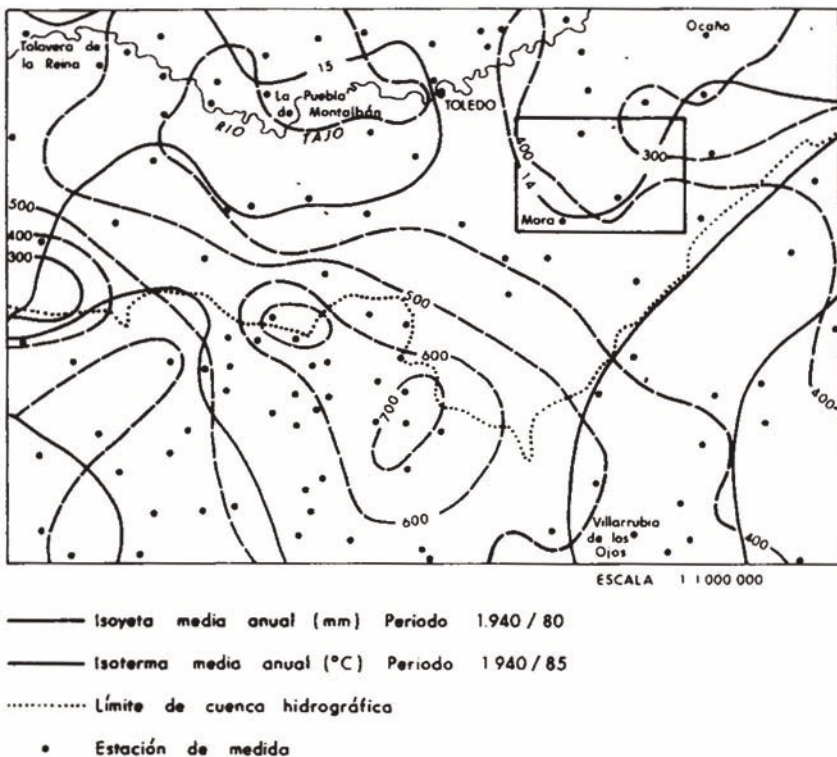 Talavera de
la Reina
15
Ocaño
La Puebla
de Montalbán
TOLEDO
RIO
TAJO
400
300
14
Mora
500
400
300
500
600
700
400
600
Villarrubia
de los
Ojos
400
ESCALA 1 1 000 000
Isoyeta media anual (mm) Periodo 1.940 / 80
Isoterma media anual (°C) Periodo 1 940 / 85
Límite de cuenca hidrográfica
Estación de medida